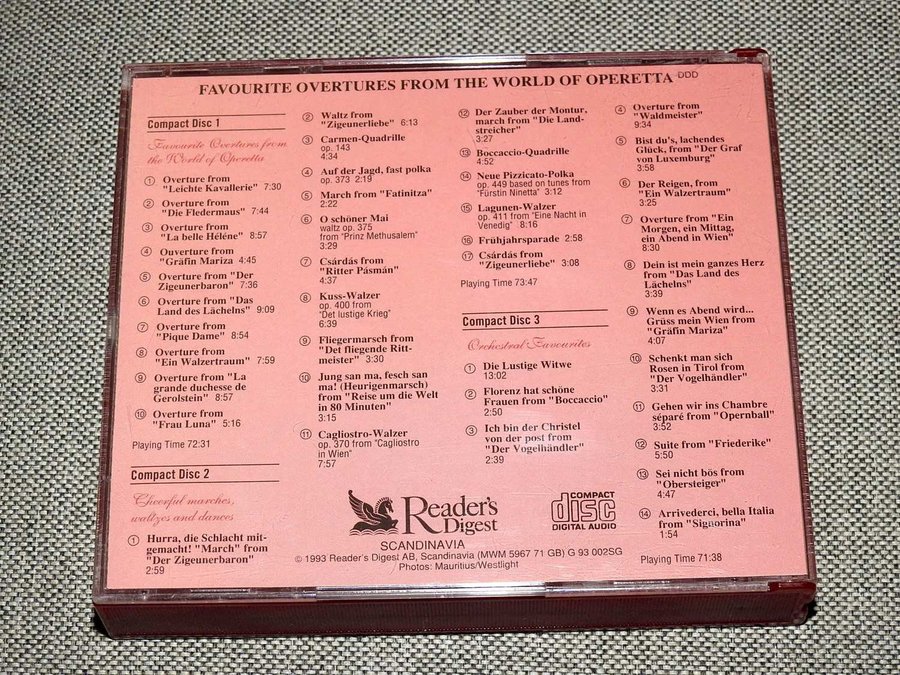 FAVOURITE OVERTURES FROM THE WORLD OF OPERETTA DDD
Compact Disc 1
Favourite Overtures from
the World of Operetta
① Overture from
"Leichte Kavallerie" 7:30
② Overture from
"Die Fledermaus" 7:44
③ Overture from
"La belle Héléne" 8:57
④ Ouverture from
"Gräfin Mariza 4:45
⑤ Overture from "Der
Zigeunerbaron" 7:36
⑥ Overture from "Das
Land des Lächelns" 9:09
⑦ Overture from
"Pique Dame" 8:54
⑧ Overture from
"Ein Walzertraum" 7:59
⑨ Overture from "La
grande duchesse de
Gerolstein" 8:57
⑩ Overture from
"Frau Luna" 5:16
Playing Time 72:31
Compact Disc 2
Cheerful marches,
waltzes and dances
① Hurra, die Schlacht mit-
gemacht! "March" from
"Der Zigeunerbaron"
2:59
② Waltz from
"Zigeunerliebe" 6:13
③ Carmen-Quadrille
op. 143
4:34
④ Auf der Jagd, fast polka
op. 373 2:19
⑤ March from "Fatinitza"
2:22
⑥ O schöner Mai
waltz op. 375
from "Prinz Methusalem"
3:29
⑦ Csárdás from
"Ritter Pásmán"
4:37
⑧ Kuss-Walzer
op. 400 from
"Det lustige Krieg"
6:39
⑨ Fliegermarsch from
"Det fliegende Ritt-
meister" 3:30
⑩ Jung san ma, fesch san
ma! (Heurigenmarsch)
from "Reise um die Welt
in 80 Minuten"
3:15
⑪ Cagliostro-Walzer
op. 370 from "Cagliostro
in Wien"
7:57
⑫ Der Zauber der Montur,
march from "Die Land-
streicher"
3:27
⑬ Boccaccio-Quadrille
4:52
⑭ Neue Pizzicato-Polka
op. 449 based on tunes from
"Fürstin Ninetta" 3:12
⑮ Lagunen-Walzer
op. 411 from "Eine Nacht in
Venedig" 8:16
⑯ Frühjahrsparade 2:58
⑰ Csárdás from
"Zigeunerliebe" 3:08
Playing Time 73:47
Compact Disc 3
Orchestral Favourites
① Die Lustige Witwe
13:02
② Florenz hat schöne
Frauen from "Boccaccio"
2:50
③ Ich bin der Christel
von der post from
"Der Vogelhändler"
2:39
④ Overture from
"Waldmeister"
9:34
⑤ Bist du's, lachendes
Glück, from "Der Graf
von Luxemburg"
3:58
⑥ Der Reigen, from
"Ein Walzertraum"
3:25
⑦ Overture from "Ein
Morgen, ein Mittag,
ein Abend in Wien"
8:30
⑧ Dein ist mein ganzes Herz
from "Das Land des
Lächelns"
3:39
⑨ Wenn es Abend wird...
Grüss mein Wien from
"Gräfin Mariza"
4:07
⑩ Schenkt man sich
Rosen in Tirol from
"Der Vogelhändler"
3:31
⑪ Gehen wir ins Chambre
séparé from "Opernball"
3:52
⑫ Suite from "Friederike"
5:50
⑬ Sei nicht bös from
"Obersteiger"
4:47
⑭ Arrivederci, bella Italia
from "Signorina"
1:54
Playing Time 71:38
Reader's
Digest
SCANDINAVIA
© 1993 Reader's Digest AB, Scandinavia (MWM 5967 71 GB) G 93 002SG
Photos: Mauritius/Westlight
COMPACT
disc
DIGITAL AUDIO